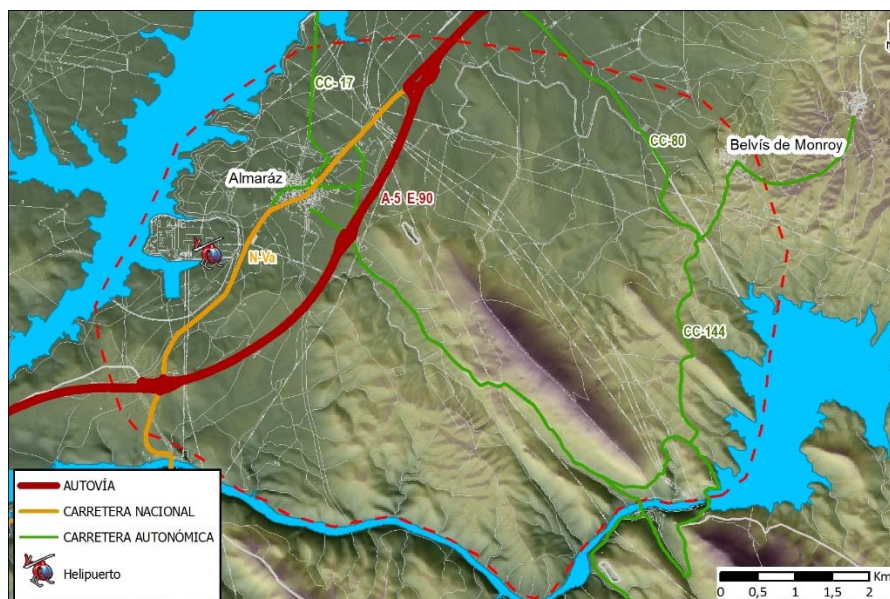 CC-17
CC-80
Belvís de Monroy
Almaráz
A-5 E-90
N-Va
CC-144
AUTOVÍA
CARRETERA NACIONAL
CARRETERA AUTONÓMICA
Helipuerto
Km
0 0,5 1 1,5 2